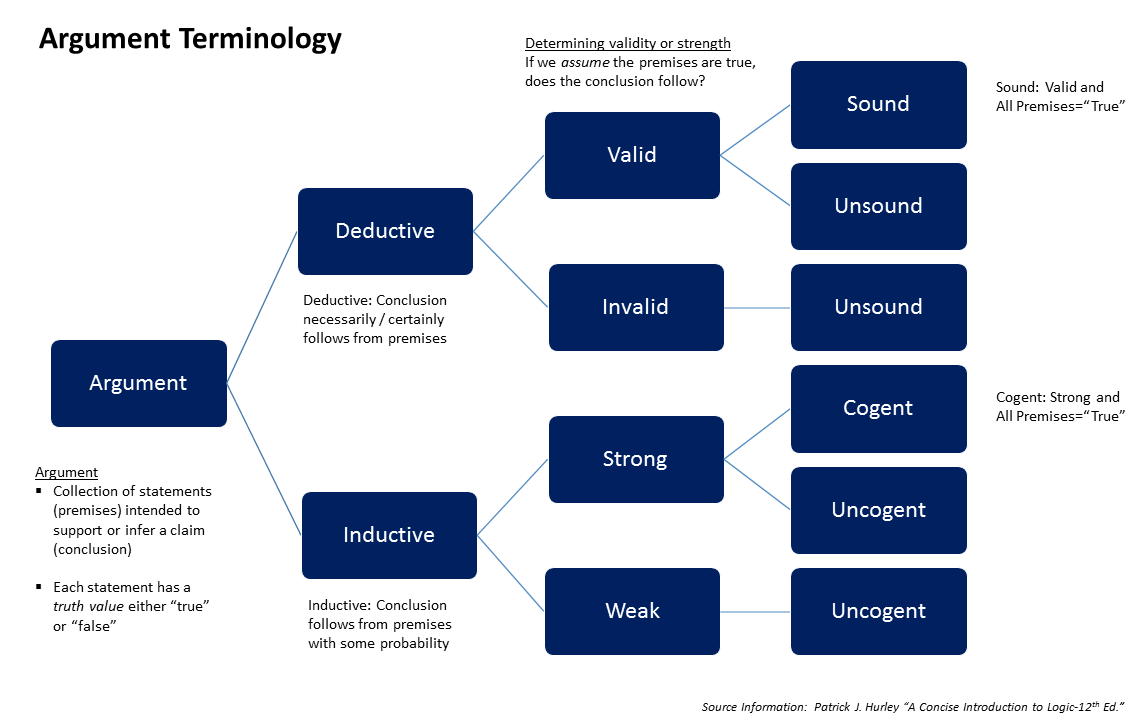 Argument Terminology
Determining validity or strength
If we assume the premises are true,
does the conclusion follow?
Sound
Sound: Valid and
All Premises=“True”
Valid
Unsound
Deductive
Deductive: Conclusion
necessarily / certainly
follows from premises
Invalid
Unsound
Argument
Argument
▪ Collection of statements
(premises) intended to
support or infer a claim
(conclusion)
▪ Each statement has a
truth value either “true”
or “false”
Cogent
Cogent: Strong and
All Premises=“True”
Strong
Uncogent
Inductive
Inductive: Conclusion
follows from premises
with some probability
Weak
Uncogent
Source Information: Patrick J. Hurley “A Concise Introduction to Logic-12th Ed.”